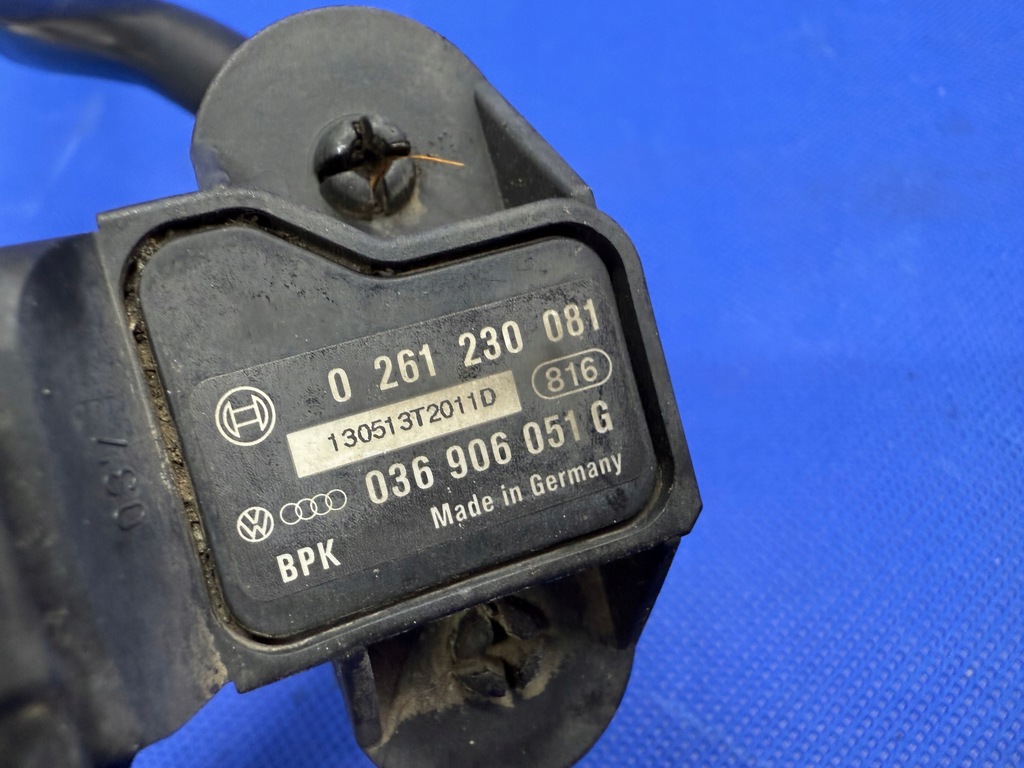 0 261 230 081
130513T2011D
816
036 906 051 G
Made in Germany
BPK